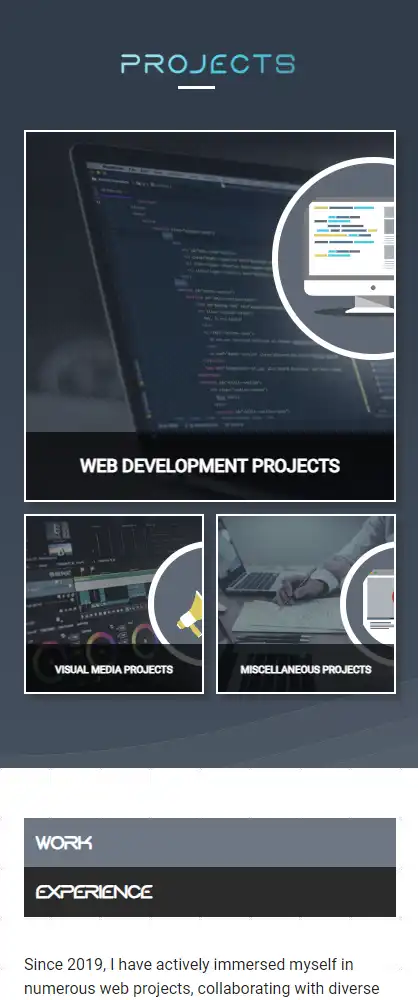 PROJECTS
WEB DEVELOPMENT PROJECTS
VISUAL MEDIA PROJECTS
MISCELLANEOUS PROJECTS
WORK
EXPERIENCE
Since 2019, I have actively immersed myself in
numerous web projects, collaborating with diverse